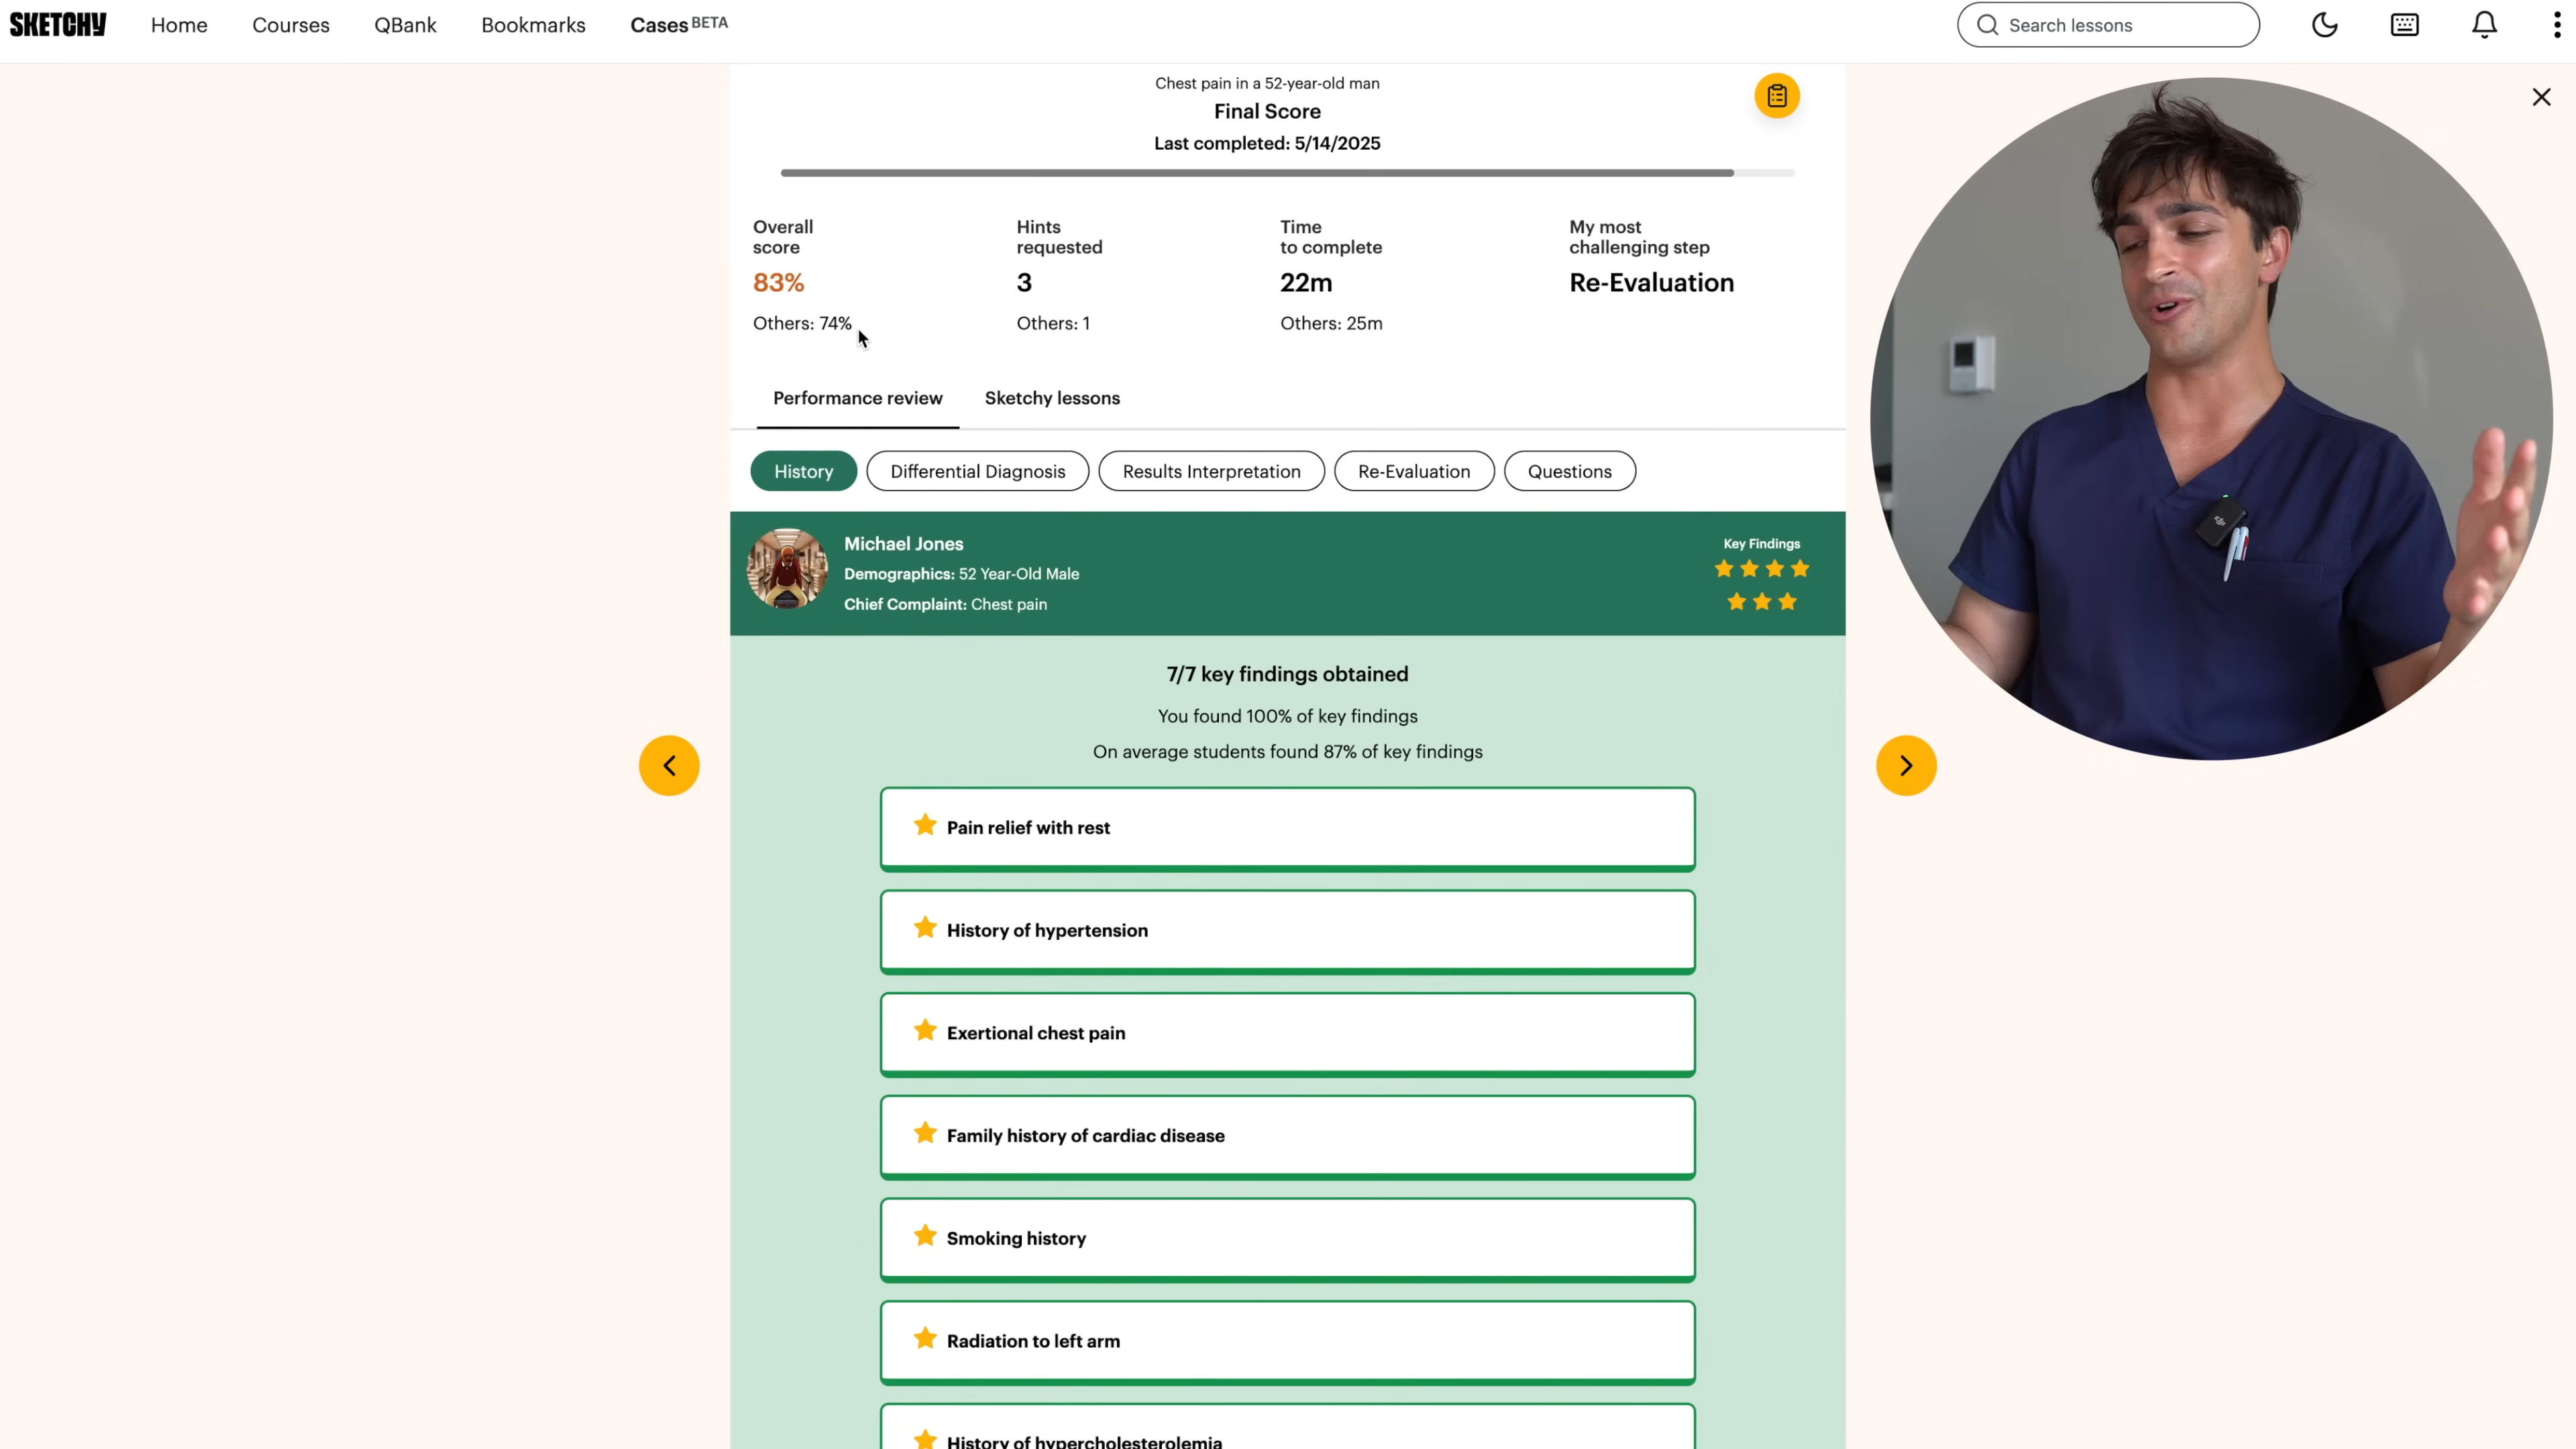 SKETCHY
Home
Courses
QBank
Bookmarks
Cases BETA
Search lessons
Chest pain in a 52-year-old man
Final Score
Last completed: 5/14/2025
Overall
score
83%
Others: 74%
Hints
requested
3
Others: 1
Time
to complete
22m
Others: 25m
My most
challenging step
Re-Evaluation
Performance review
Sketchy lessons
History
Differential Diagnosis
Results Interpretation
Re-Evaluation
Questions
Michael Jones
Demographics: 52 Year-Old Male
Chief Complaint: Chest pain
Key Findings
7/7 key findings obtained
You found 100% of key findings
On average students found 87% of key findings
Pain relief with rest
History of hypertension
Exertional chest pain
Family history of cardiac disease
Smoking history
Radiation to left arm
History of hypercholesterolemia